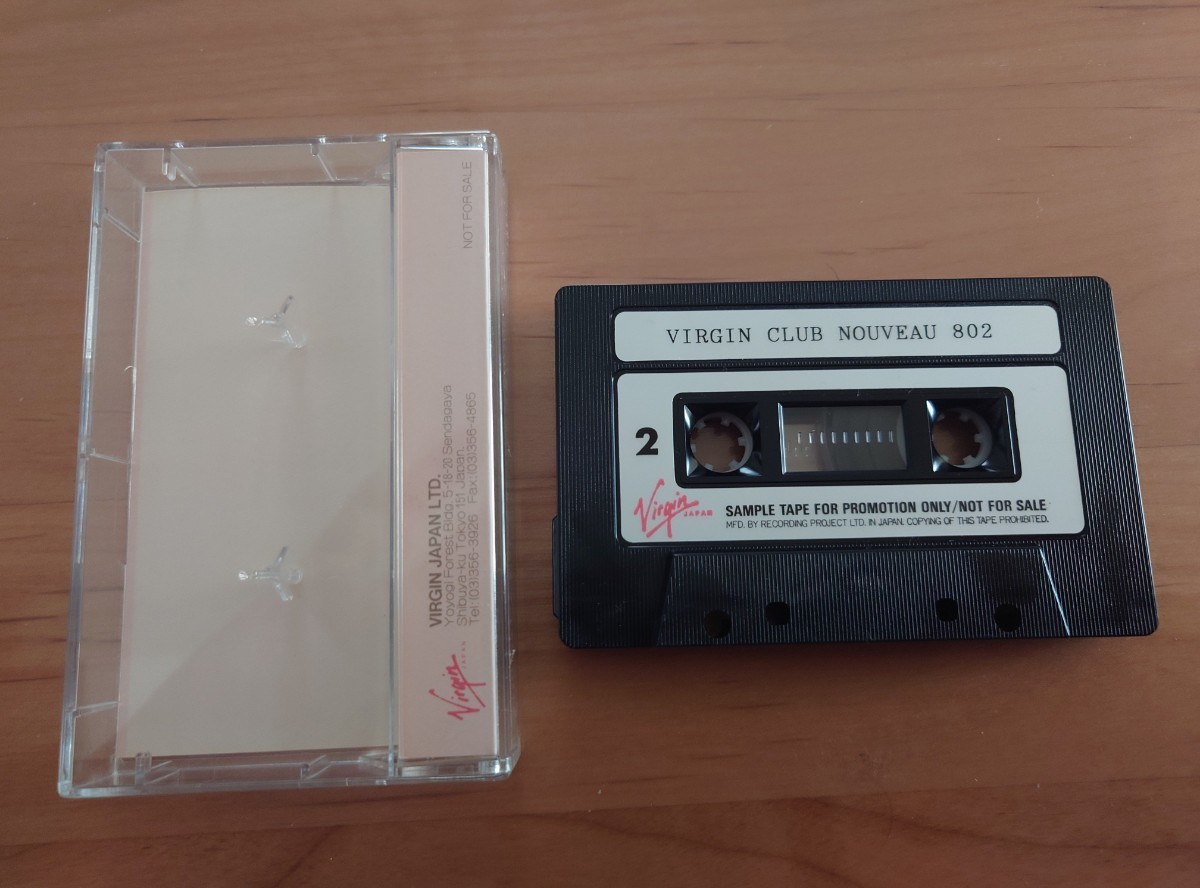 NOT FOR SALE
VIRGIN JAPAN LTD.
Yoyogi Forest Bldg. 5-18-20 Sendagaya
Shibuya-ku Tokyo 151 Japan.
Tel:(03)356-3926 Fax:(03)356-4865
Virgin
JAPAN
VIRGIN CLUB NOUVEAU 802
2
Virgin
JAPAN
SAMPLE TAPE FOR PROMOTION ONLY/NOT FOR SALE
MFD. BY RECORDING PROJECT LTD. IN JAPAN. COPYING OF THIS TAPE PROHIBITED.